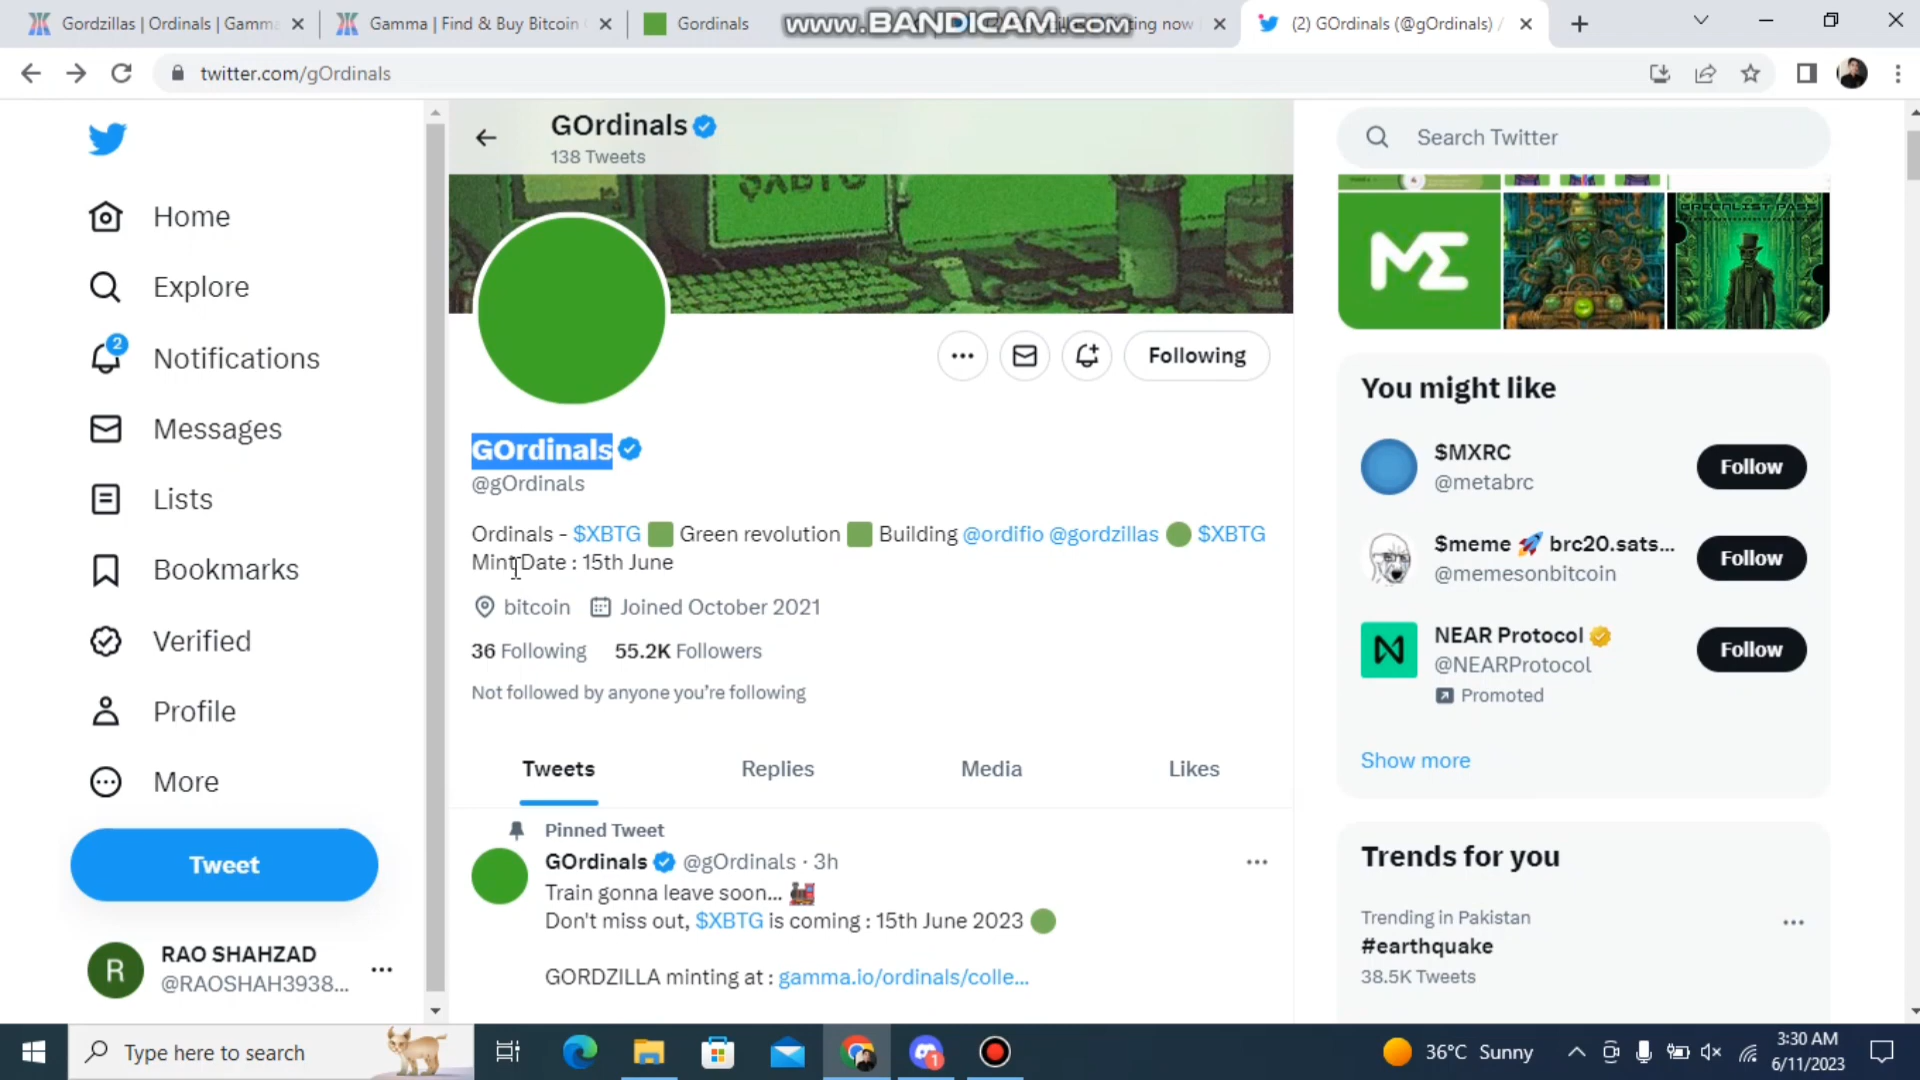 Gordzillas | Ordinals | Gamma
Gamma | Find & Buy Bitcoin
Gordinals
www.BANDICAM.com
ting now
(2) GOrdinals (@gOrdinals) /
twitter.com/gOrdinals
GOrdinals
138 Tweets
Search Twitter
$XBTG
GREENLIST PASS
ME
Home
Explore
2
Notifications
Messages
Lists
Bookmarks
Verified
Profile
More
Tweet
RAO SHAHZAD
@RAOSHAH3938...
R
Following
GOrdinals
@gOrdinals
Ordinals - $XBTG 🟩 Green revolution 🟩 Building @ordifio @gordzillas 🟢 $XBTG
Mint Date : 15th June
bitcoin Joined October 2021
36 Following 55.2K Followers
Not followed by anyone you're following
Tweets Replies Media Likes
Pinned Tweet
GOrdinals @gOrdinals · 3h
Train gonna leave soon... 🚂
Don't miss out, $XBTG is coming : 15th June 2023 🟢
GORDZILLA minting at : gamma.io/ordinals/colle...
You might like
$MXRC
@metabrc
Follow
$meme 🚀 brc20.sats...
@memesonbitcoin
Follow
NEAR Protocol
@NEARProtocol
Promoted
Follow
Show more
Trends for you
Trending in Pakistan
#earthquake
38.5K Tweets
Type here to search
1
36°C Sunny
3:30 AM
6/11/2023